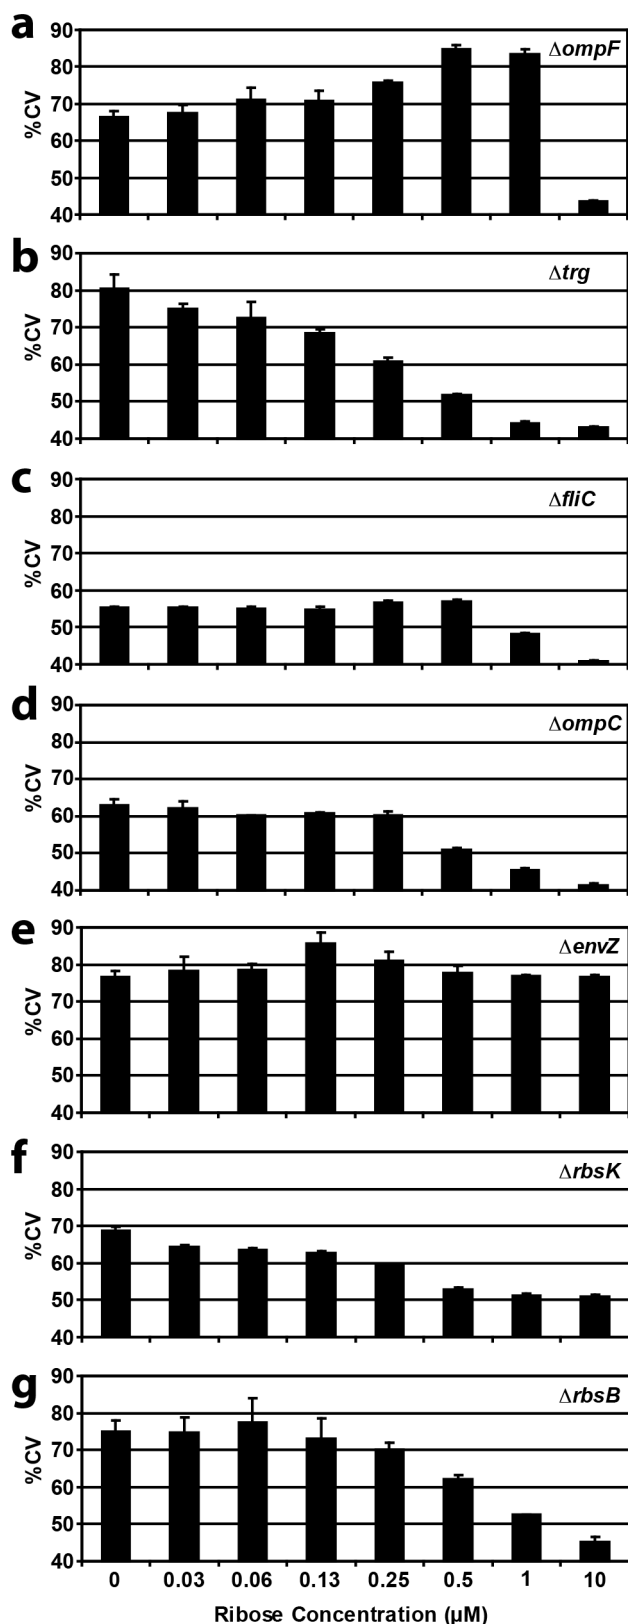 a
90
80
70
60
50
40
%CV
ΔompF
b
90
80
70
60
50
40
%CV
Δtrg
c
90
80
70
60
50
40
%CV
ΔfliC
d
90
80
70
60
50
40
%CV
ΔompC
e
90
80
70
60
50
40
%CV
ΔenvZ
f
90
80
70
60
50
40
%CV
ΔrbsK
g
90
80
70
60
50
40
%CV
ΔrbsB
0 0.03 0.06 0.13 0.25 0.5 1 10
Ribose Concentration (µM)